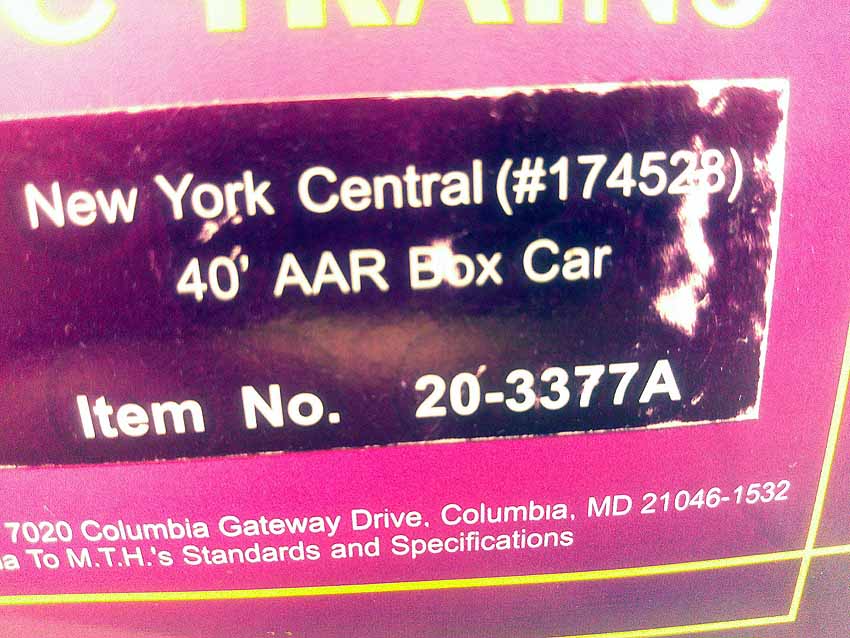 C TRAINS
New York Central (#174528)
40' AAR Box Car
Item No. 20-3377A
7020 Columbia Gateway Drive. Columbia, MD 21046-1532
To M.T.H.'s Standards and Specifications